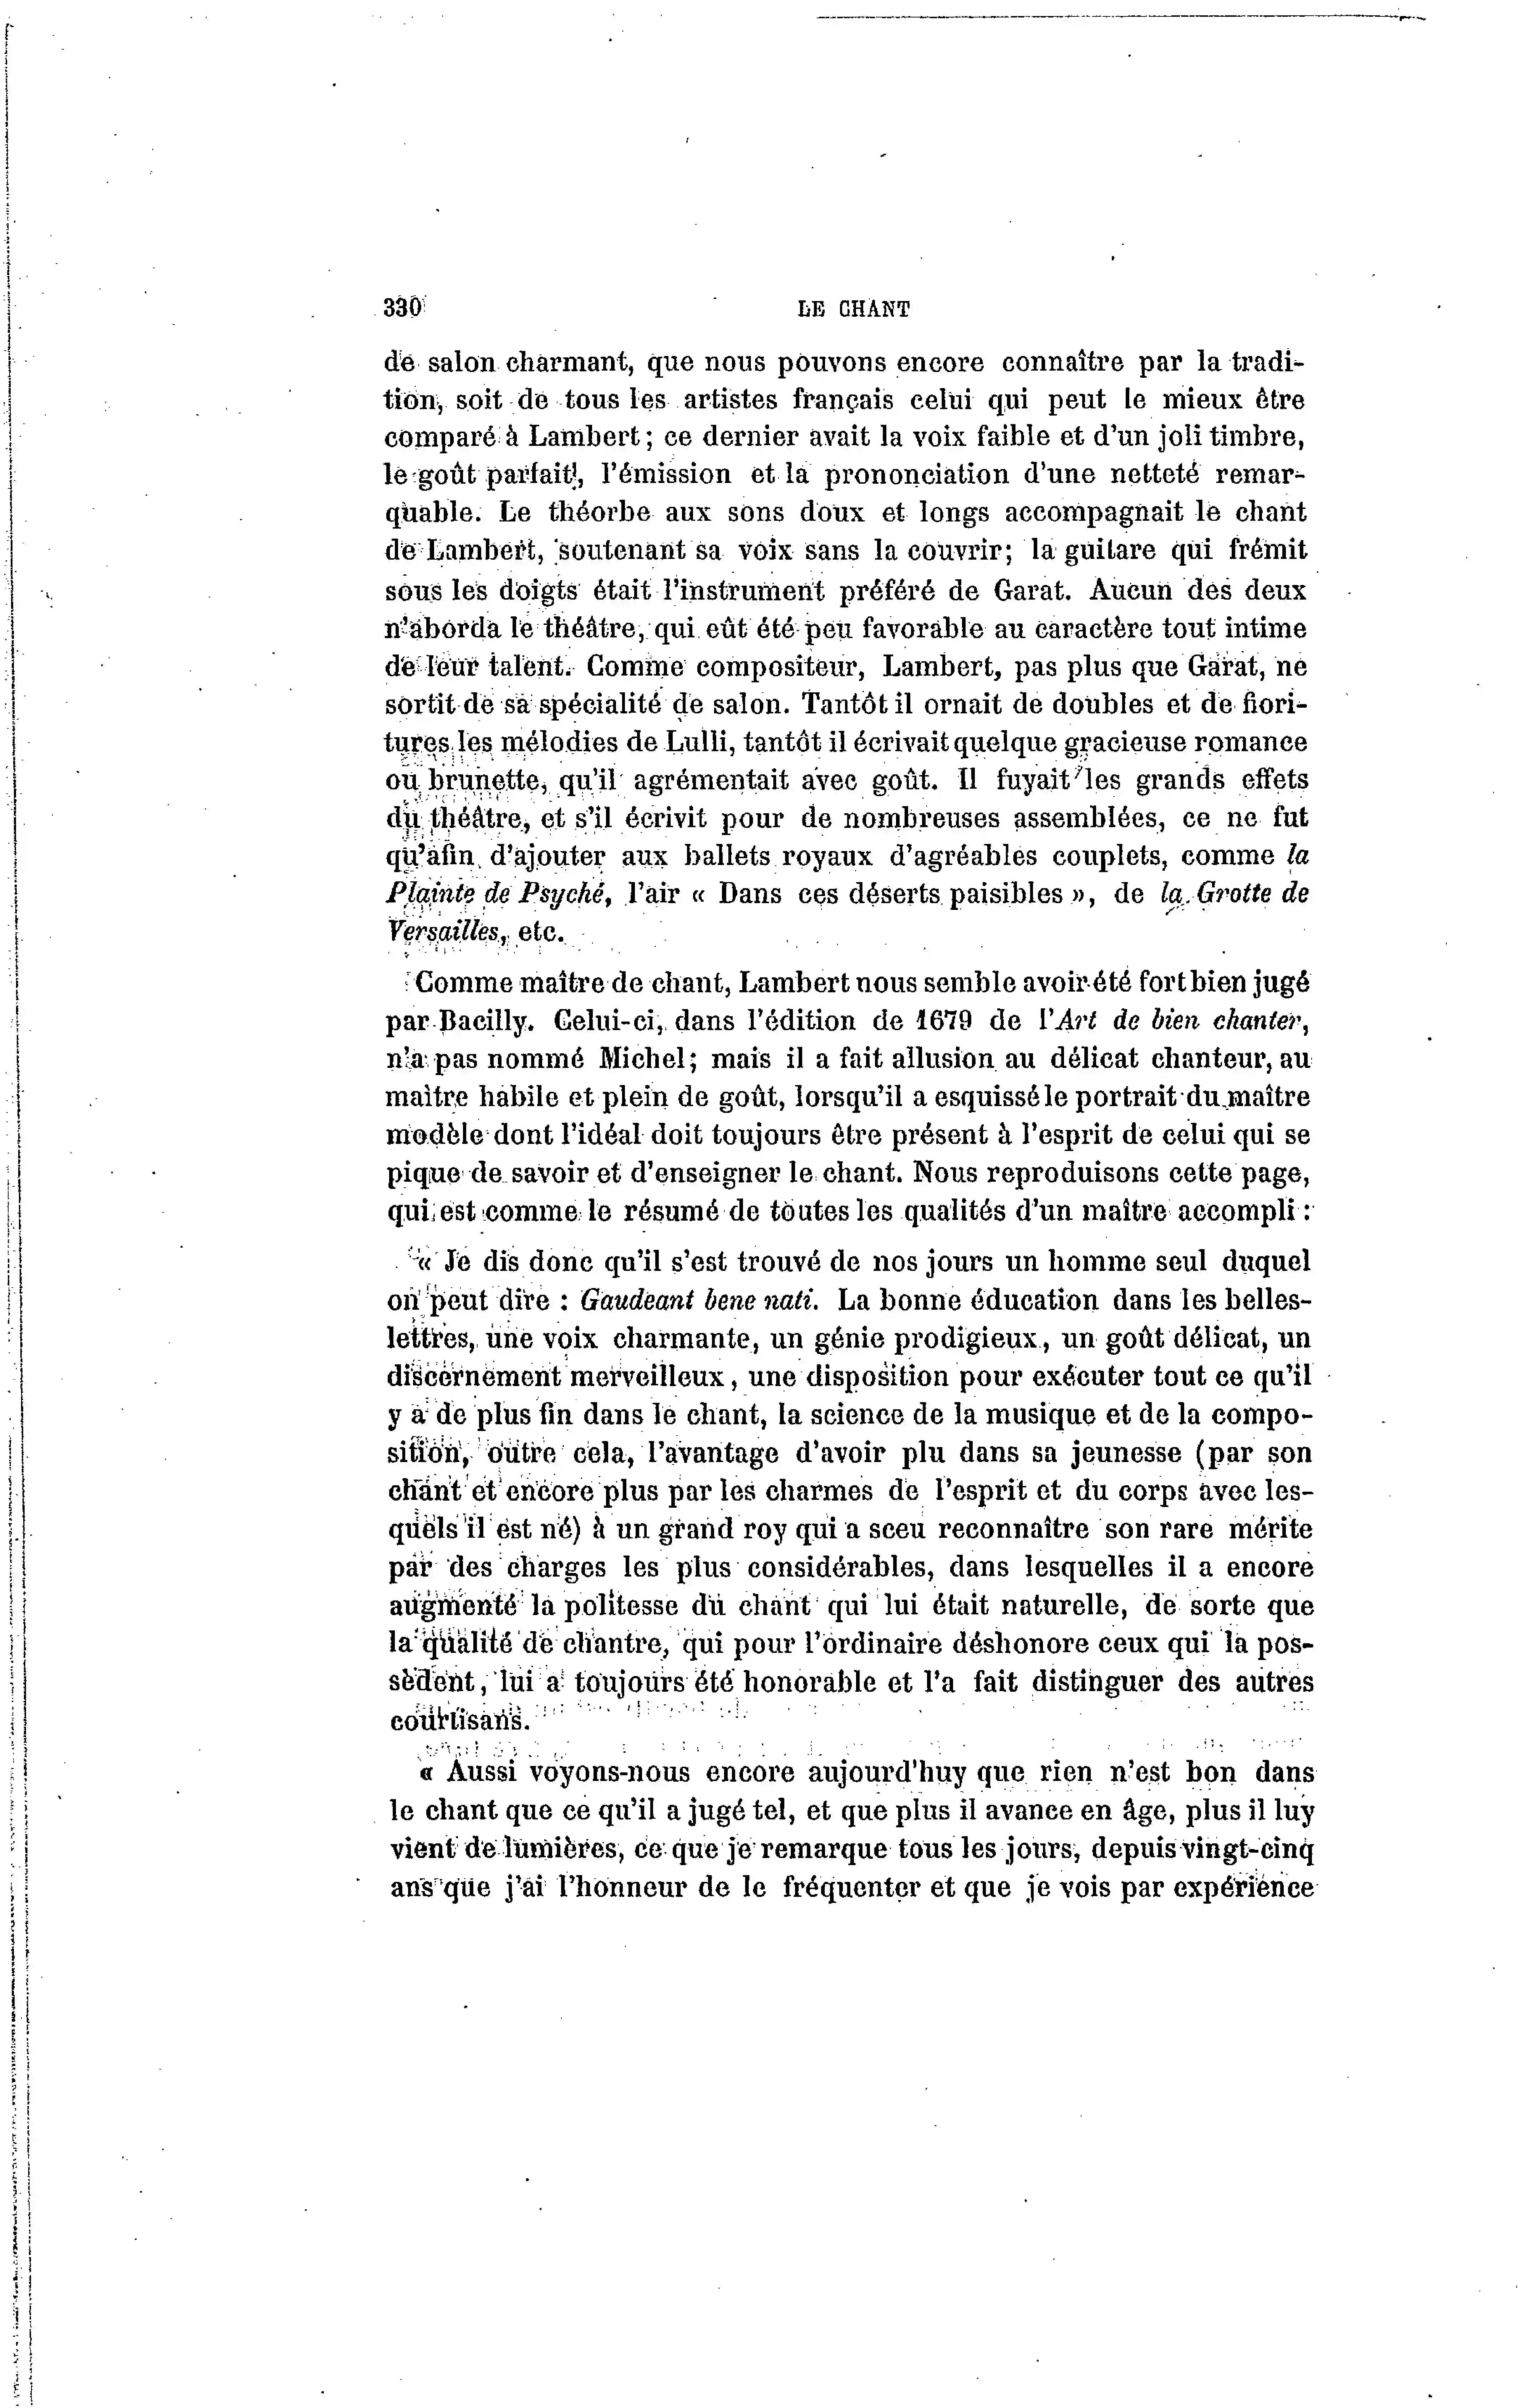 330 LE CHANT
de salon charmant, que nous pouvons encore connaître par la tradi-
tion, soit de tous les artistes français celui qui peut le mieux être
comparé à Lambert; ce dernier avait la voix faible et d'un joli timbre,
le goût parfait, l'émission et la prononciation d'une netteté remar-
quable. Le théorbe aux sons doux et longs accompagnait le chant
de Lambert, soutenant sa voix sans la couvrir; la guitare qui frémit
sous les doigts était l'instrument préféré de Garat. Aucun des deux
n'aborda le théâtre, qui eût été peu favorable au caractère tout intime
de leur talent. Comme compositeur, Lambert, pas plus que Garat, ne
sortit de sa spécialité de salon. Tantôt il ornait de doubles et de fiori-
tures les mélodies de Lulli, tantôt il écrivait quelque gracieuse romance
ou brunette, qu'il agrémentait avec goût. Il fuyait les grands effets
du théâtre, et s'il écrivit pour de nombreuses assemblées, ce ne fut
qu'afin d'ajouter aux ballets royaux d'agréables couplets, comme la
Plainte de Psyché, l'air « Dans ces déserts paisibles », de la Grotte de
Versailles, etc.
Comme maître de chant, Lambert nous semble avoir été fort bien jugé
par Bacilly. Celui-ci, dans l'édition de 1679 de l'Art de bien chanter,
n'a pas nommé Michel; mais il a fait allusion au délicat chanteur, au
maître habile et plein de goût, lorsqu'il a esquissé le portrait du maître
modèle dont l'idéal doit toujours être présent à l'esprit de celui qui se
pique de savoir et d'enseigner le chant. Nous reproduisons cette page,
qui est comme le résumé de toutes les qualités d'un maître accompli :
« Je dis donc qu'il s'est trouvé de nos jours un homme seul duquel
on peut dire : Gaudeant bene nati. La bonne éducation dans les belles-
lettres, une voix charmante, un génie prodigieux, un goût délicat, un
discernement merveilleux, une disposition pour exécuter tout ce qu'il
y a de plus fin dans le chant, la science de la musique et de la compo-
sition, outre cela, l'avantage d'avoir plu dans sa jeunesse (par son
chant et encore plus par les charmes de l'esprit et du corps avec les-
quels il est né) à un grand roy qui a sceu reconnaître son rare mérite
par des charges les plus considérables, dans lesquelles il a encore
augmenté la politesse du chant qui lui était naturelle, de sorte que
la qualité de chantre, qui pour l'ordinaire déshonore ceux qui la pos-
sèdent, lui a toujours été honorable et l'a fait distinguer des autres
courtisans.
« Aussi voyons-nous encore aujourd'huy que rien n'est bon dans
le chant que ce qu'il a jugé tel, et que plus il avance en âge, plus il luy
vient de lumières, ce que je remarque tous les jours, depuis vingt-cinq
ans que j'ai l'honneur de le fréquenter et que je vois par expérience